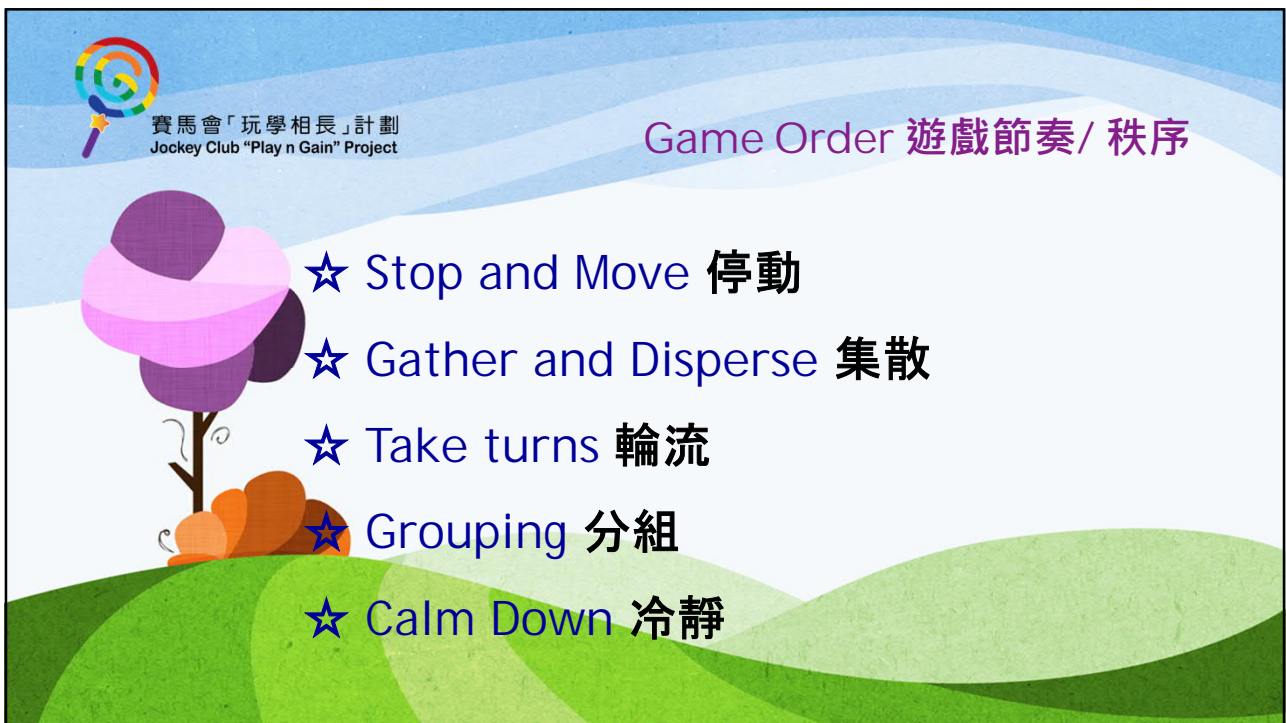 賽馬會「玩學相長」計劃
Jockey Club “Play n Gain” Project
Game Order 遊戲節奏/ 秩序
☆ Stop and Move 停動
☆ Gather and Disperse 集散
☆ Take turns 輪流
☆ Grouping 分組
☆ Calm Down 冷靜